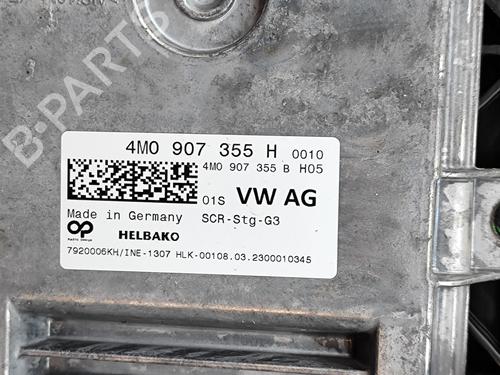 4M0 907 355 H 0010
4M0 907 355 B H05
01S VW AG
Made in Germany SCR-Stg-G3
HELBAKO
7920006KH/INE-1307 HLK-00108.03.2300010345
B-PARTS